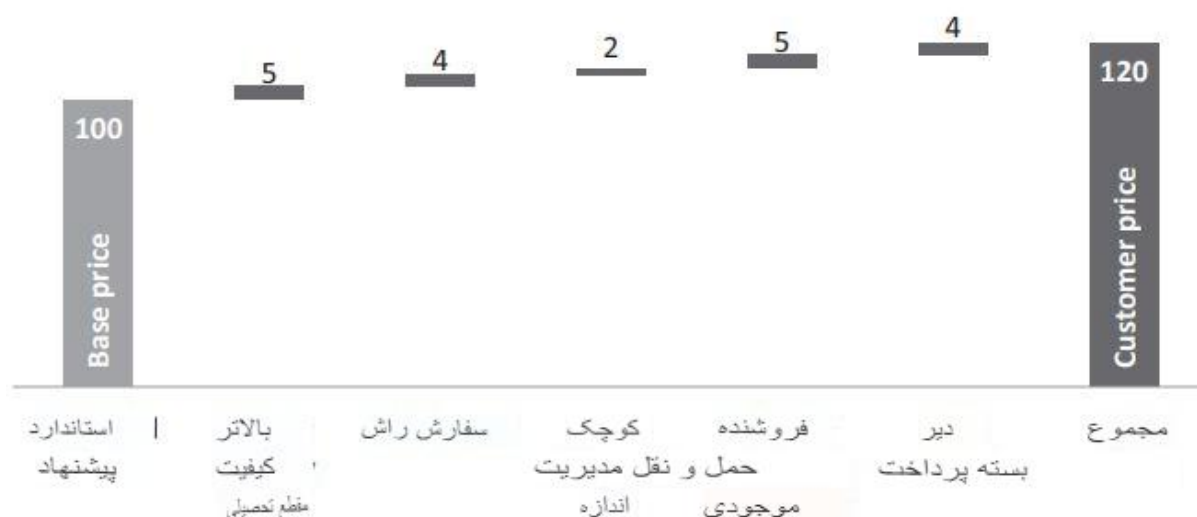 5
4
2
5
4
100
120
Base price
Customer price
استاندارد
پیشنهاد
بالاتر
کیفیت
مقطع تحصیلی
سفارش راش
کوچک
فروشنده
حمل و نقل مدیریت
اندازه
موجودی
دیر
بسته پرداخت
مجموع